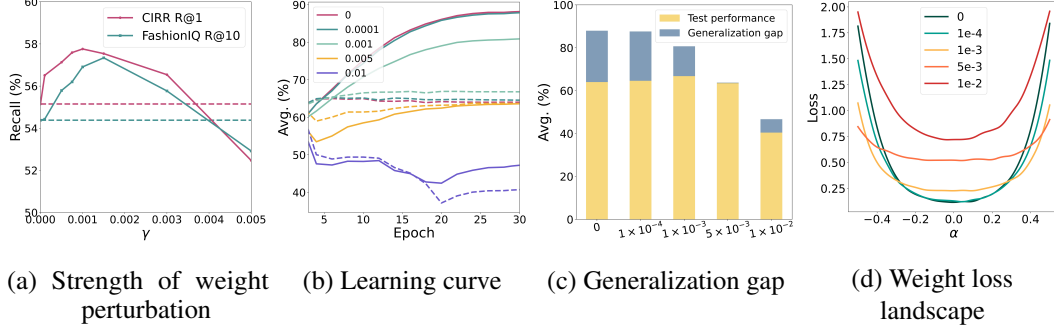 60
58
56
54
52
50
Recall (%)
CIRR R@1
FashionIQ R@10
0.000 0.001 0.002 0.003 0.004 0.005
γ
90
80
70
60
50
40
Avg. (%)
0
0.0001
0.001
0.005
0.01
5 10 15 20 25 30
Epoch
100
80
60
40
20
0
Avg. (%)
Test performance
Generalization gap
0 1 × 10⁻⁴ 1 × 10⁻³ 5 × 10⁻³ 1 × 10⁻²
2.00
1.75
1.50
1.25
1.00
0.75
0.50
0.25
Loss
0
1e-4
1e-3
5e-3
1e-2
−0.4 −0.2 0.0 0.2 0.4
α
(a) Strength of weight
perturbation
(b) Learning curve
(c) Generalization gap
(d) Weight loss
landscape